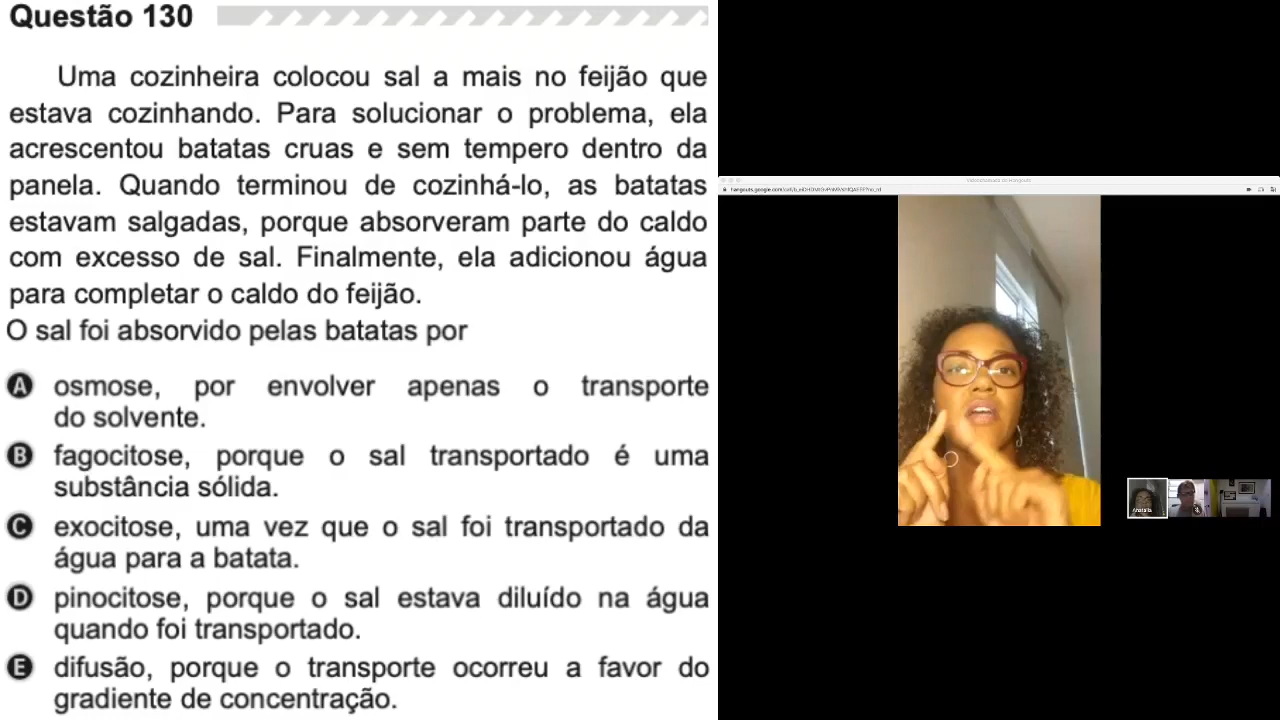 Questão 130
Uma cozinheira colocou sal a mais no feijão que
estava cozinhando. Para solucionar o problema, ela
acrescentou batatas cruas e sem tempero dentro da
panela. Quando terminou de cozinhá-lo, as batatas
estavam salgadas, porque absorveram parte do caldo
com excesso de sal. Finalmente, ela adicionou água
para completar o caldo do feijão.
O sal foi absorvido pelas batatas por
A osmose, por envolver apenas o transporte
do solvente.
B fagocitose, porque o sal transportado é uma
substância sólida.
C exocitose, uma vez que o sal foi transportado da
água para a batata.
D pinocitose, porque o sal estava diluído na água
quando foi transportado.
E difusão, porque o transporte ocorreu a favor do
gradiente de concentração.